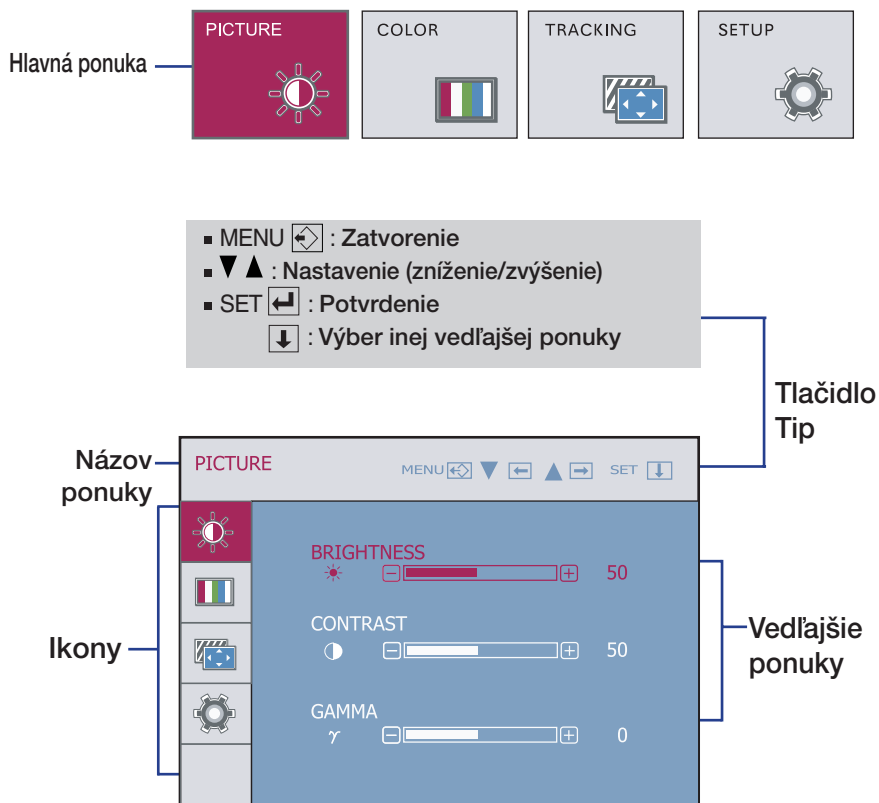 PICTURE
COLOR
TRACKING
SETUP
Hlavná ponuka
MENU : Zatvorenie
▼ ▲ : Nastavenie (zníženie/zvýšenie)
SET : Potvrdenie
: Výber inej vedľajšej ponuky
Tlačidlo
Tip
Názov
ponuky
PICTURE
MENU ▼ ← ▲ → SET
BRIGHTNESS
50
CONTRAST
50
GAMMA
γ 0
Ikony
Vedľajšie
ponuky